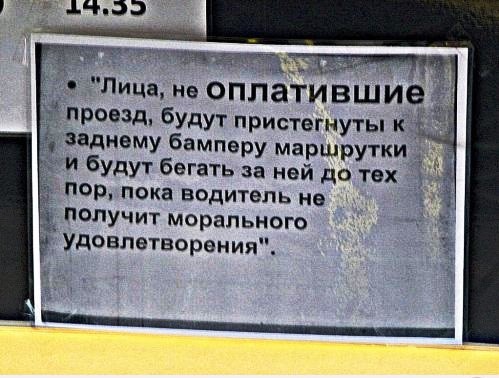 14.35
• "Лица, не оплатившие
проезд, будут пристегнуты к
заднему бамперу маршрутки
и будут бегать за ней до тех
пор, пока водитель не
получит морального
удовлетворения".